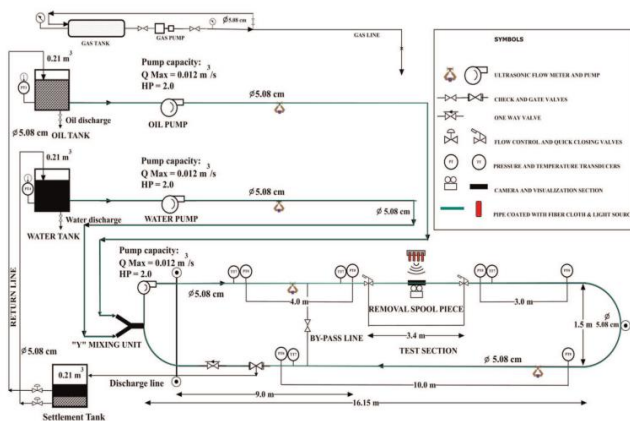 Ø5.08 cm
GAS TANK
GAS PUMP
GAS LINE
0.21 m³
Pump capacity:
Q Max = 0.012 m³/s
HP = 2.0
Ø5.08 cm
OIL PUMP
Oil discharge
OIL TANK
Ø5.08 cm
0.21 m³
Pump capacity:
Q Max = 0.012 m³/s
HP = 2.0
Ø5.08 cm
WATER PUMP
Ø5.08 cm
Water discharge
WATER TANK
RETURN LINE
Pump capacity:
Q Max = 0.012 m³/s
HP = 2.0
Ø5.08 cm
4.0 m
REMOVAL SPOOL PIECE
3.0 m
1.5 m
Ø
5.08 cm
"Y" MIXING UNIT
BY-PASS LINE
3.4 m
TEST SECTION
Ø 5.08 cm
Ø5.08 cm
Discharge line
0.21 m³
Settlement Tank
9.0 m
10.0 m
16.15 m
SYMBOLS
ULTRASONIC FLOW METER AND PUMP
CHECK AND GATE VALVES
ONE WAY VALVE
FLOW CONTROL AND QUICK CLOSING VALVES
PRESSURE AND TEMPERATURE TRANSDUCERS
CAMERA AND VISUALIZATION SECTION
PIPE COATED WITH FIBER CLOTH & LIGHT SOURC